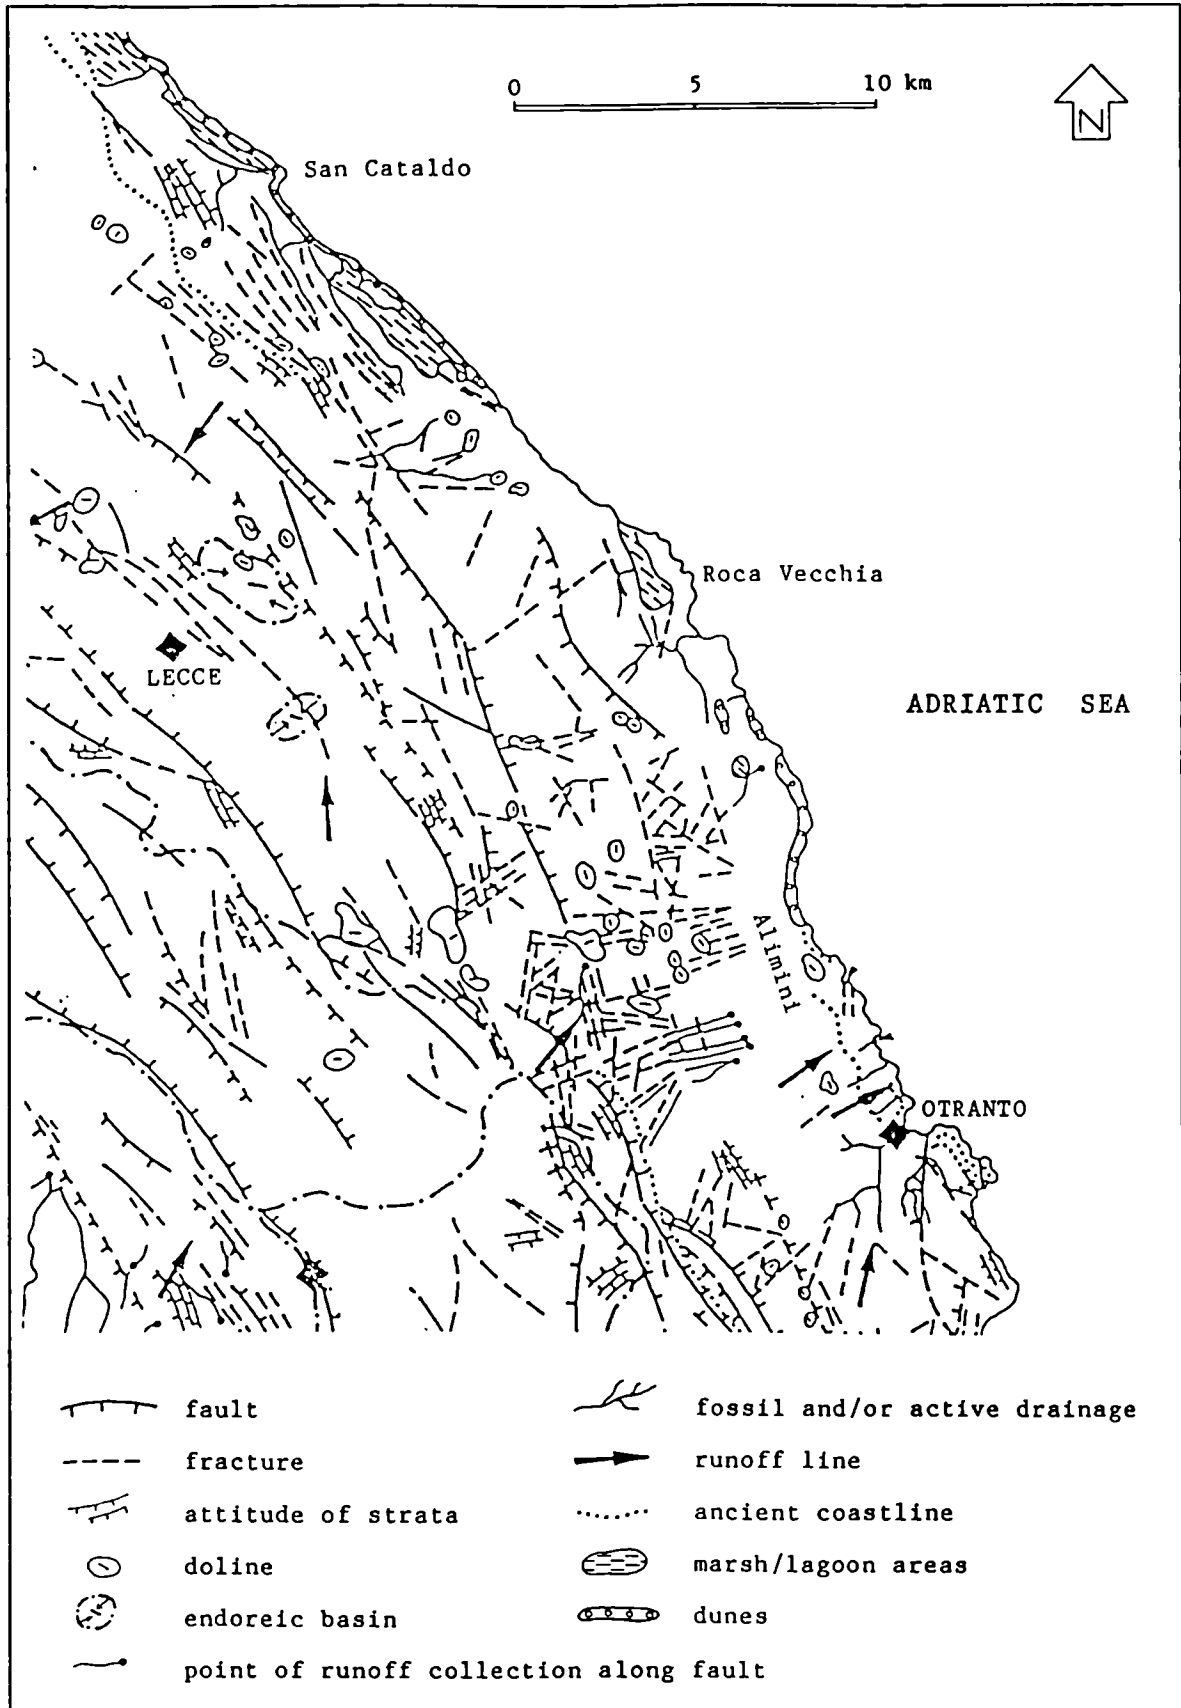 0 5 10 km
N
San Cataldo
Roca Vecchia
LECCE
ADRIATIC SEA
Alimini
OTRANTO
fault
fracture
attitude of strata
doline
endoreic basin
point of runoff collection along fault
fossil and/or active drainage
runoff line
ancient coastline
marsh/lagoon areas
dunes